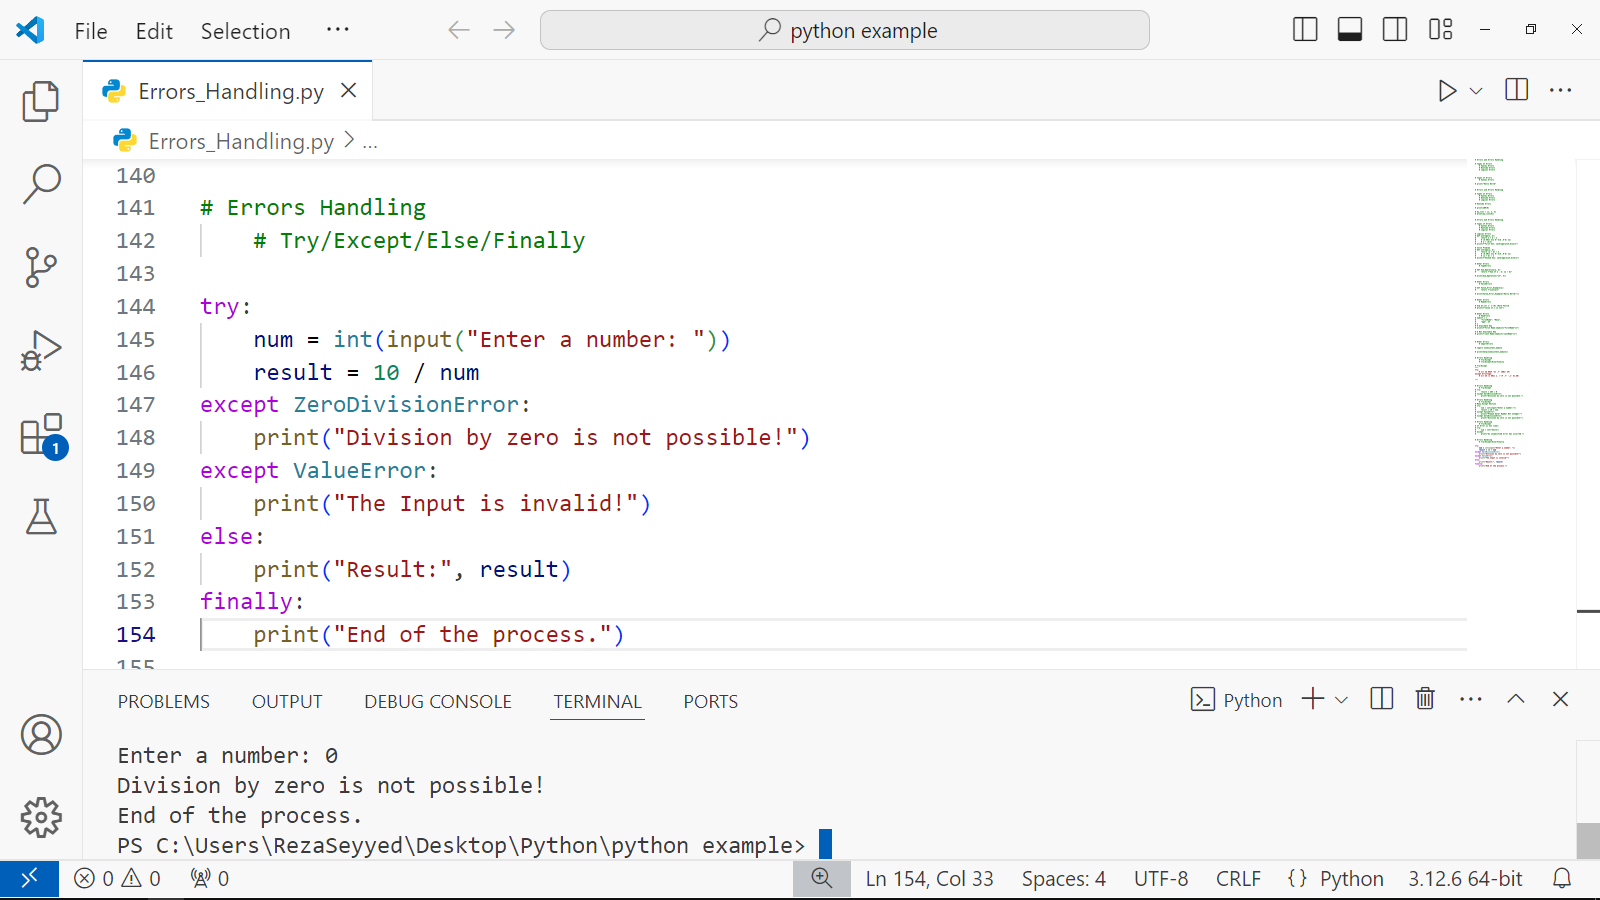 File Edit Selection ··· python example
Errors_Handling.py
Errors_Handling.py > ...
140
141 # Errors Handling
142 # Try/Except/Else/Finally
143
144 try:
145 num = int(input("Enter a number: "))
146 result = 10 / num
147 except ZeroDivisionError:
148 print("Division by zero is not possible!")
149 except ValueError:
150 print("The Input is invalid!")
151 else:
152 print("Result:", result)
153 finally:
154 print("End of the process.")
155
1
PROBLEMS OUTPUT DEBUG CONSOLE TERMINAL PORTS Python
Enter a number: 0
Division by zero is not possible!
End of the process.
PS C:\Users\RezaSeyyed\Desktop\Python\python example>
0 0 0 Ln 154, Col 33 Spaces: 4 UTF-8 CRLF {} Python 3.12.6 64-bit